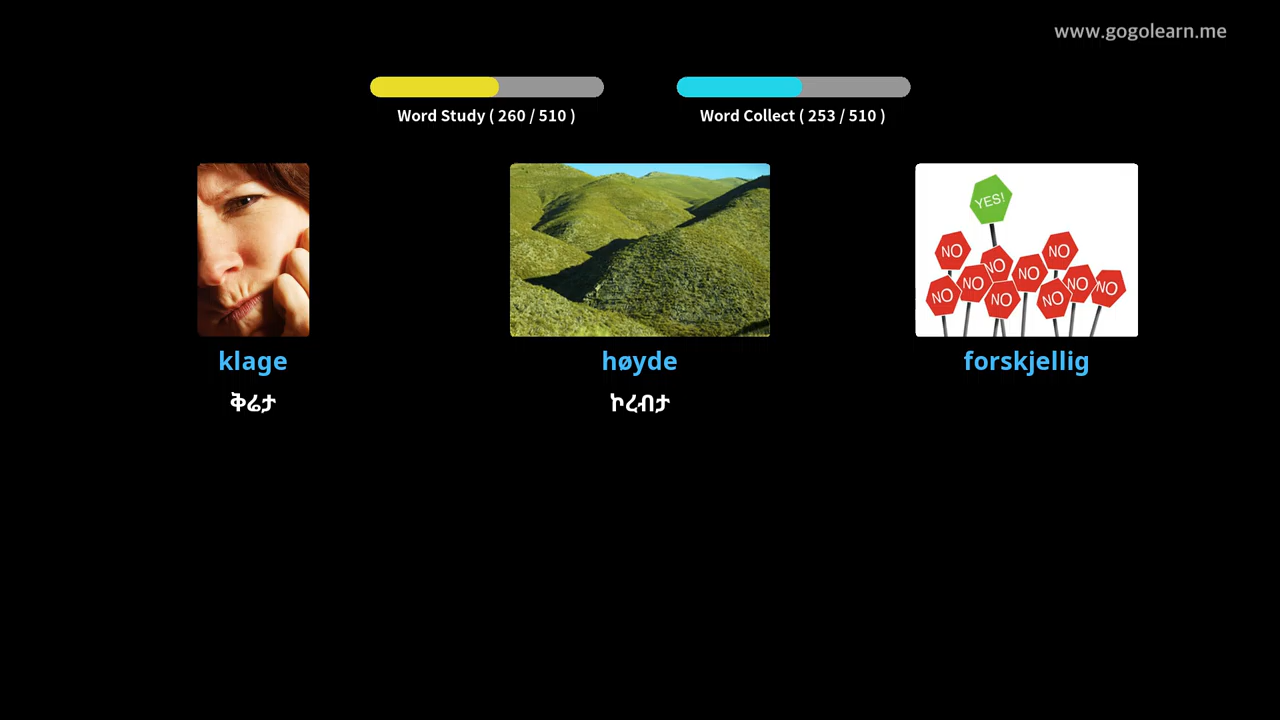 www.gogolearn.me
Word Study ( 260 / 510 )
Word Collect ( 253 / 510 )
YES!
NO
NO
NO
NO
NO
NO
NO
NO
NO
NO
klage
høyde
forskjellig
ቅሬታ
ኮረብታ